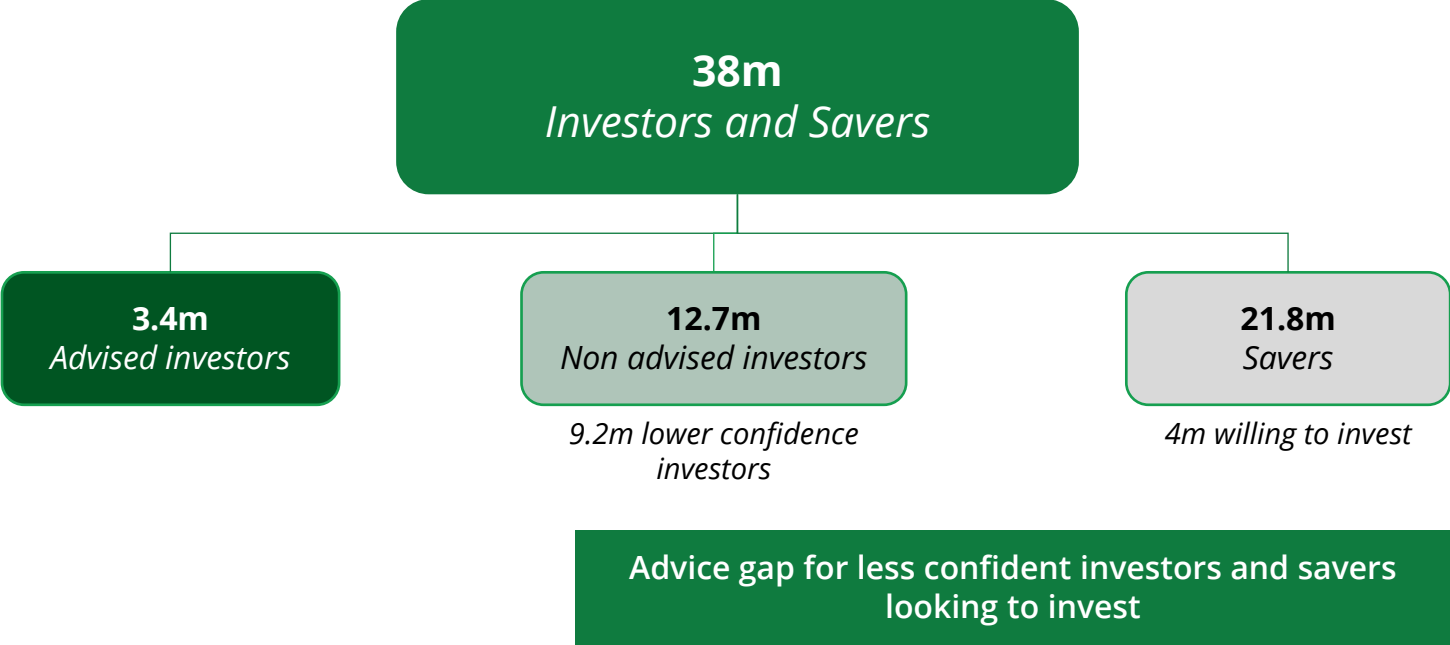 38m
Investors and Savers
3.4m
Advised investors
12.7m
Non advised investors
21.8m
Savers
9.2m lower confidence
investors
4m willing to invest
Advice gap for less confident investors and savers
looking to invest